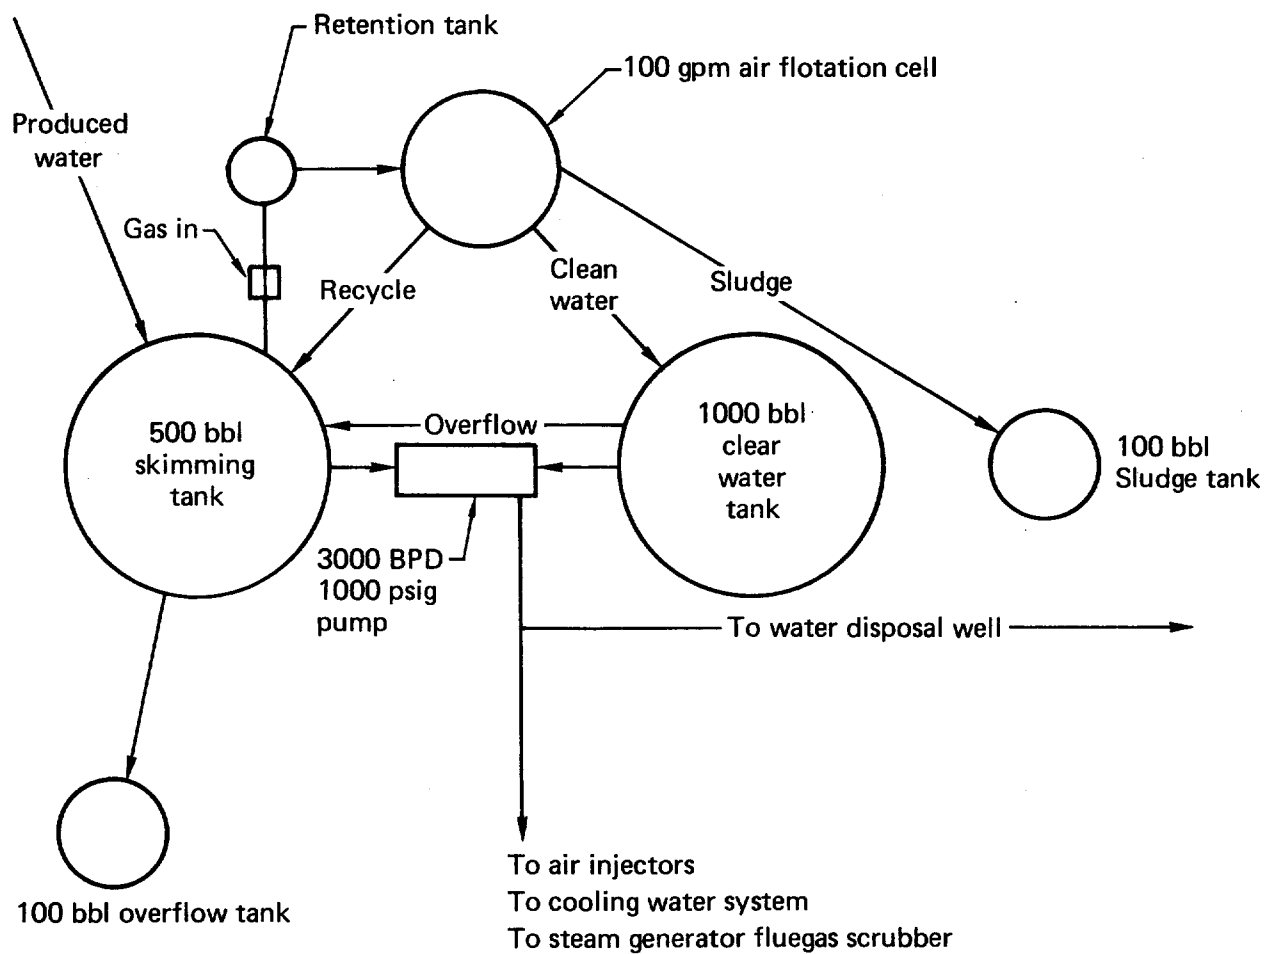 Retention tank
100 gpm air flotation cell
Produced
water
Gas in
Recycle
Clean
water
Sludge
500 bbl
skimming
tank
Overflow
1000 bbl
clear
water
tank
100 bbl
Sludge tank
3000 BPD
1000 psig
pump
To water disposal well
100 bbl overflow tank
To air injectors
To cooling water system
To steam generator fluegas scrubber